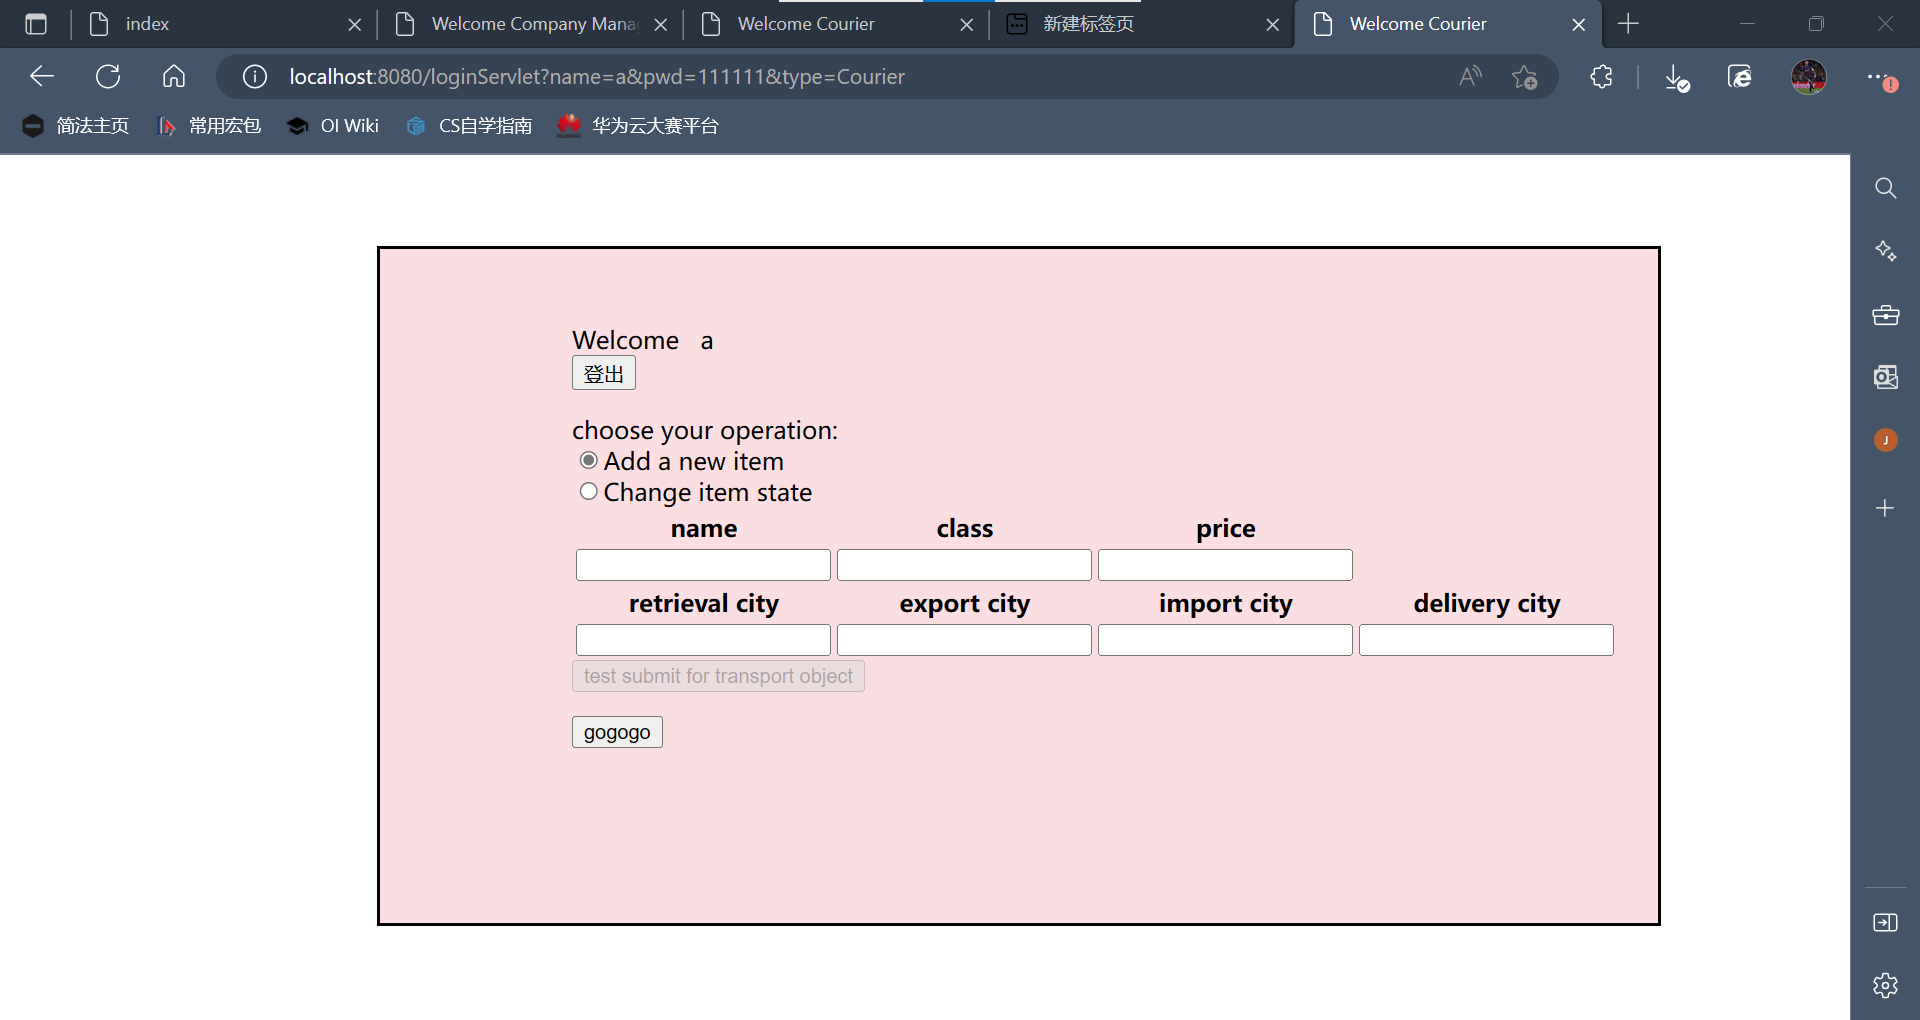 index
Welcome Company Mana
Welcome Courier
新建标签页
Welcome Courier
localhost:8080/loginServlet?name=a&pwd=111111&type=Courier
简法主页
常用宏包
OI Wiki
CS自学指南
华为云大赛平台
Welcome a
登出
choose your operation:
Add a new item
Change item state
name class price
retrieval city export city import city delivery city
test submit for transport object
gogogo
J